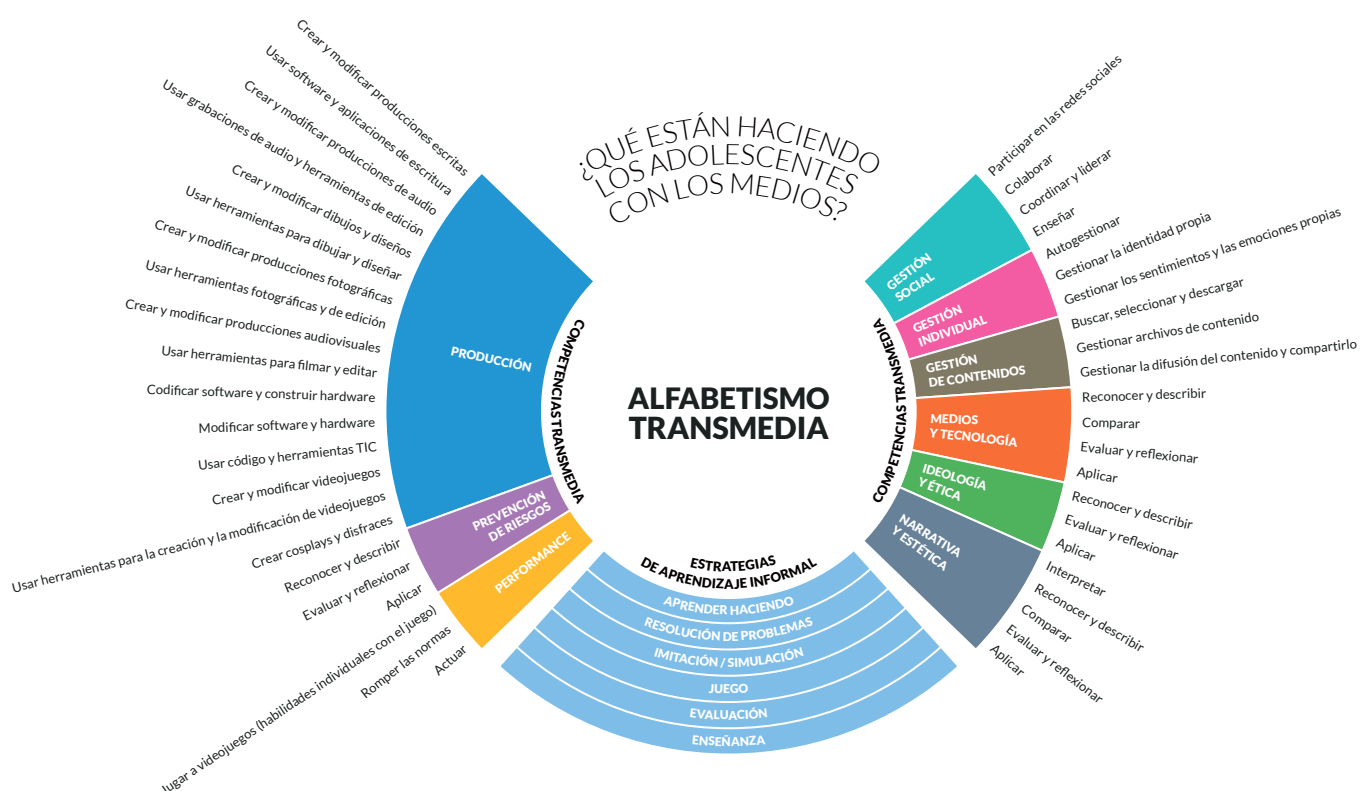 ¿QUÉ ESTÁN HACIENDO
LOS ADOLESCENTES
CON LOS MEDIOS?
ALFABETISMO
TRANSMEDIA
COMPETENCIAS TRANSMEDIA
PRODUCCIÓN
Crear y modificar producciones escritas
Usar software y aplicaciones de escritura
Crear y modificar producciones de audio
Usar grabaciones de audio y herramientas de edición
Crear y modificar dibujos y diseños
Usar herramientas para dibujar y diseñar
Crear y modificar producciones fotográficas
Usar herramientas fotográficas y de edición
Crear y modificar producciones audiovisuales
Usar herramientas para filmar y editar
Codificar software y construir hardware
Modificar software y hardware
Usar código y herramientas TIC
Crear y modificar videojuegos
Usar herramientas para la creación y la modificación de videojuegos
Crear cosplays y disfraces
PREVENCIÓN
DE RIESGOS
Reconocer y describir
Evaluar y reflexionar
Aplicar
PERFORMANCE
Jugar a videojuegos (habilidades individuales con el juego)
Romper las normas
Actuar
COMPETENCIAS TRANSMEDIA
GESTIÓN
SOCIAL
Participar en las redes sociales
Colaborar
Coordinar y liderar
Enseñar
GESTIÓN
INDIVIDUAL
Autogestionar
Gestionar la identidad propia
Gestionar los sentimientos y las emociones propias
GESTIÓN
DE CONTENIDOS
Buscar, seleccionar y descargar
Gestionar archivos de contenido
Gestionar la difusión del contenido y compartirlo
MEDIOS
Y TECNOLOGÍA
Reconocer y describir
Comparar
Evaluar y reflexionar
Aplicar
IDEOLOGÍA
Y ÉTICA
Reconocer y describir
Evaluar y reflexionar
Aplicar
NARRATIVA
Y ESTÉTICA
Interpretar
Reconocer y describir
Comparar
Evaluar y reflexionar
Aplicar
ESTRATEGIAS
DE APRENDIZAJE INFORMAL
APRENDER HACIENDO
RESOLUCIÓN DE PROBLEMAS
IMITACIÓN / SIMULACIÓN
JUEGO
EVALUACIÓN
ENSEÑANZA